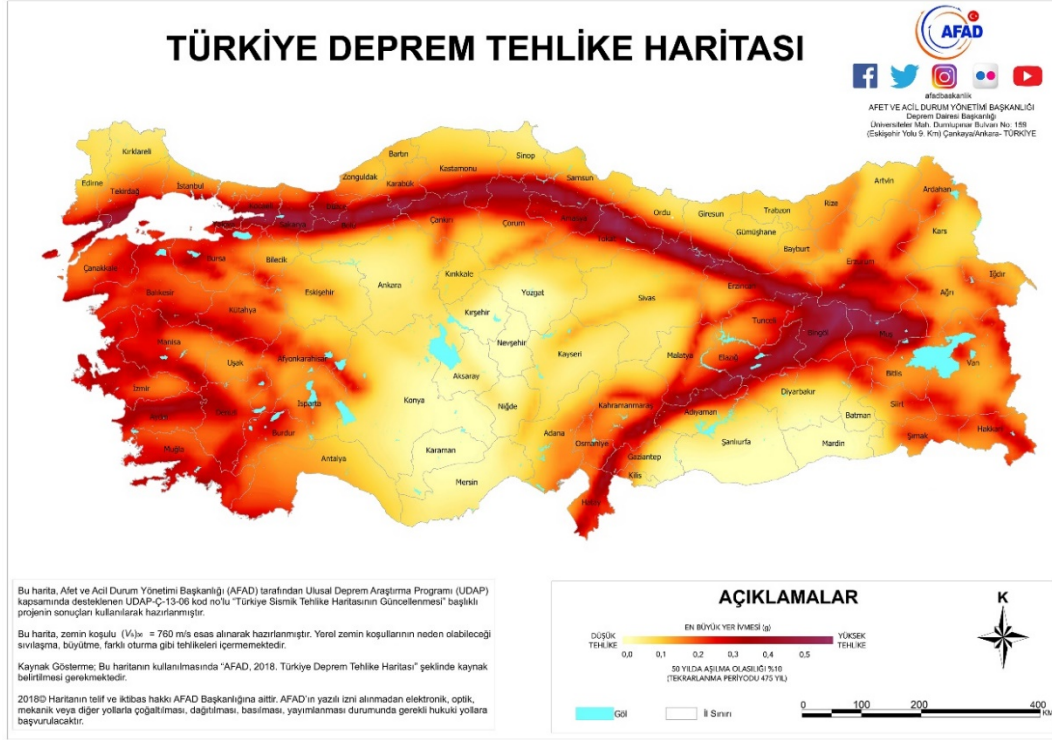 TÜRKİYE DEPREM TEHLİKE HARİTASI
AFAD
afadbaskanlik
AFET VE ACİL DURUM YÖNETİMİ BAŞKANLIĞI
Deprem Dairesi Başkanlığı
Üniversiteler Mah. Dumlupınar Bulvarı No: 159
(Eskişehir Yolu 9. Km) Çankaya/Ankara- TÜRKİYE
Kırklareli
Edirne
Tekirdağ
İstanbul
Kocaeli
Sakarya
Düzce
Bolu
Zonguldak
Bartın
Karabük
Kastamonu
Sinop
Samsun
Çankırı
Çorum
Amasya
Tokat
Ordu
Giresun
Trabzon
Gümüşhane
Bayburt
Rize
Artvin
Ardahan
Kars
Iğdır
Ağrı
Erzurum
Erzincan
Çanakkale
Bursa
Bilecik
Balıkesir
Kütahya
Eskişehir
Ankara
Kırıkkale
Yozgat
Sivas
Kırşehir
Nevşehir
Kayseri
Manisa
Uşak
Afyonkarahisar
İzmir
Aydın
Denizli
Isparta
Burdur
Muğla
Antalya
Konya
Aksaray
Niğde
Karaman
Mersin
Adana
Osmaniye
Hatay
Kahramanmaraş
Gaziantep
Kilis
Malatya
Elazığ
Tunceli
Bingöl
Muş
Bitlis
Van
Adıyaman
Şanlıurfa
Diyarbakır
Batman
Mardin
Siirt
Şırnak
Hakkari
Bu harita, Afet ve Acil Durum Yönetimi Başkanlığı (AFAD) tarafından Ulusal Deprem Araştırma Programı (UDAP)
kapsamında desteklenen UDAP-Ç-13-06 kod no'lu "Türkiye Sismik Tehlike Haritasının Güncellenmesi" başlıklı
projenin sonuçları kullanılarak hazırlanmıştır.
Bu harita, zemin koşulu (Vs)30 = 760 m/s esas alınarak hazırlanmıştır. Yerel zemin koşullarının neden olabileceği
sıvılaşma, büyütme, farklı oturma gibi tehlikeleri içermemektedir.
Kaynak Gösterme; Bu haritanın kullanılmasında "AFAD, 2018. Türkiye Deprem Tehlike Haritası" şeklinde kaynak
belirtilmesi gerekmektedir.
2018© Haritanın telif ve iktibas hakkı AFAD Başkanlığına aittir. AFAD'ın yazılı izni alınmadan elektronik, optik,
mekanik veya diğer yollarla çoğaltılması, dağıtılması, basılması, yayımlanması durumunda gerekli hukuki yollara
başvurulacaktır.
AÇIKLAMALAR
EN BÜYÜK YER İVMESİ (g)
DÜŞÜK TEHLİKE
YÜKSEK TEHLİKE
0,0 0,1 0,2 0,3 0,4 0,5
50 YILDA AŞILMA OLASILIĞI %10
(TEKRARLANMA PERİYODU 475 YIL)
Göl
İl Sınırı
K
0 200 400
KM